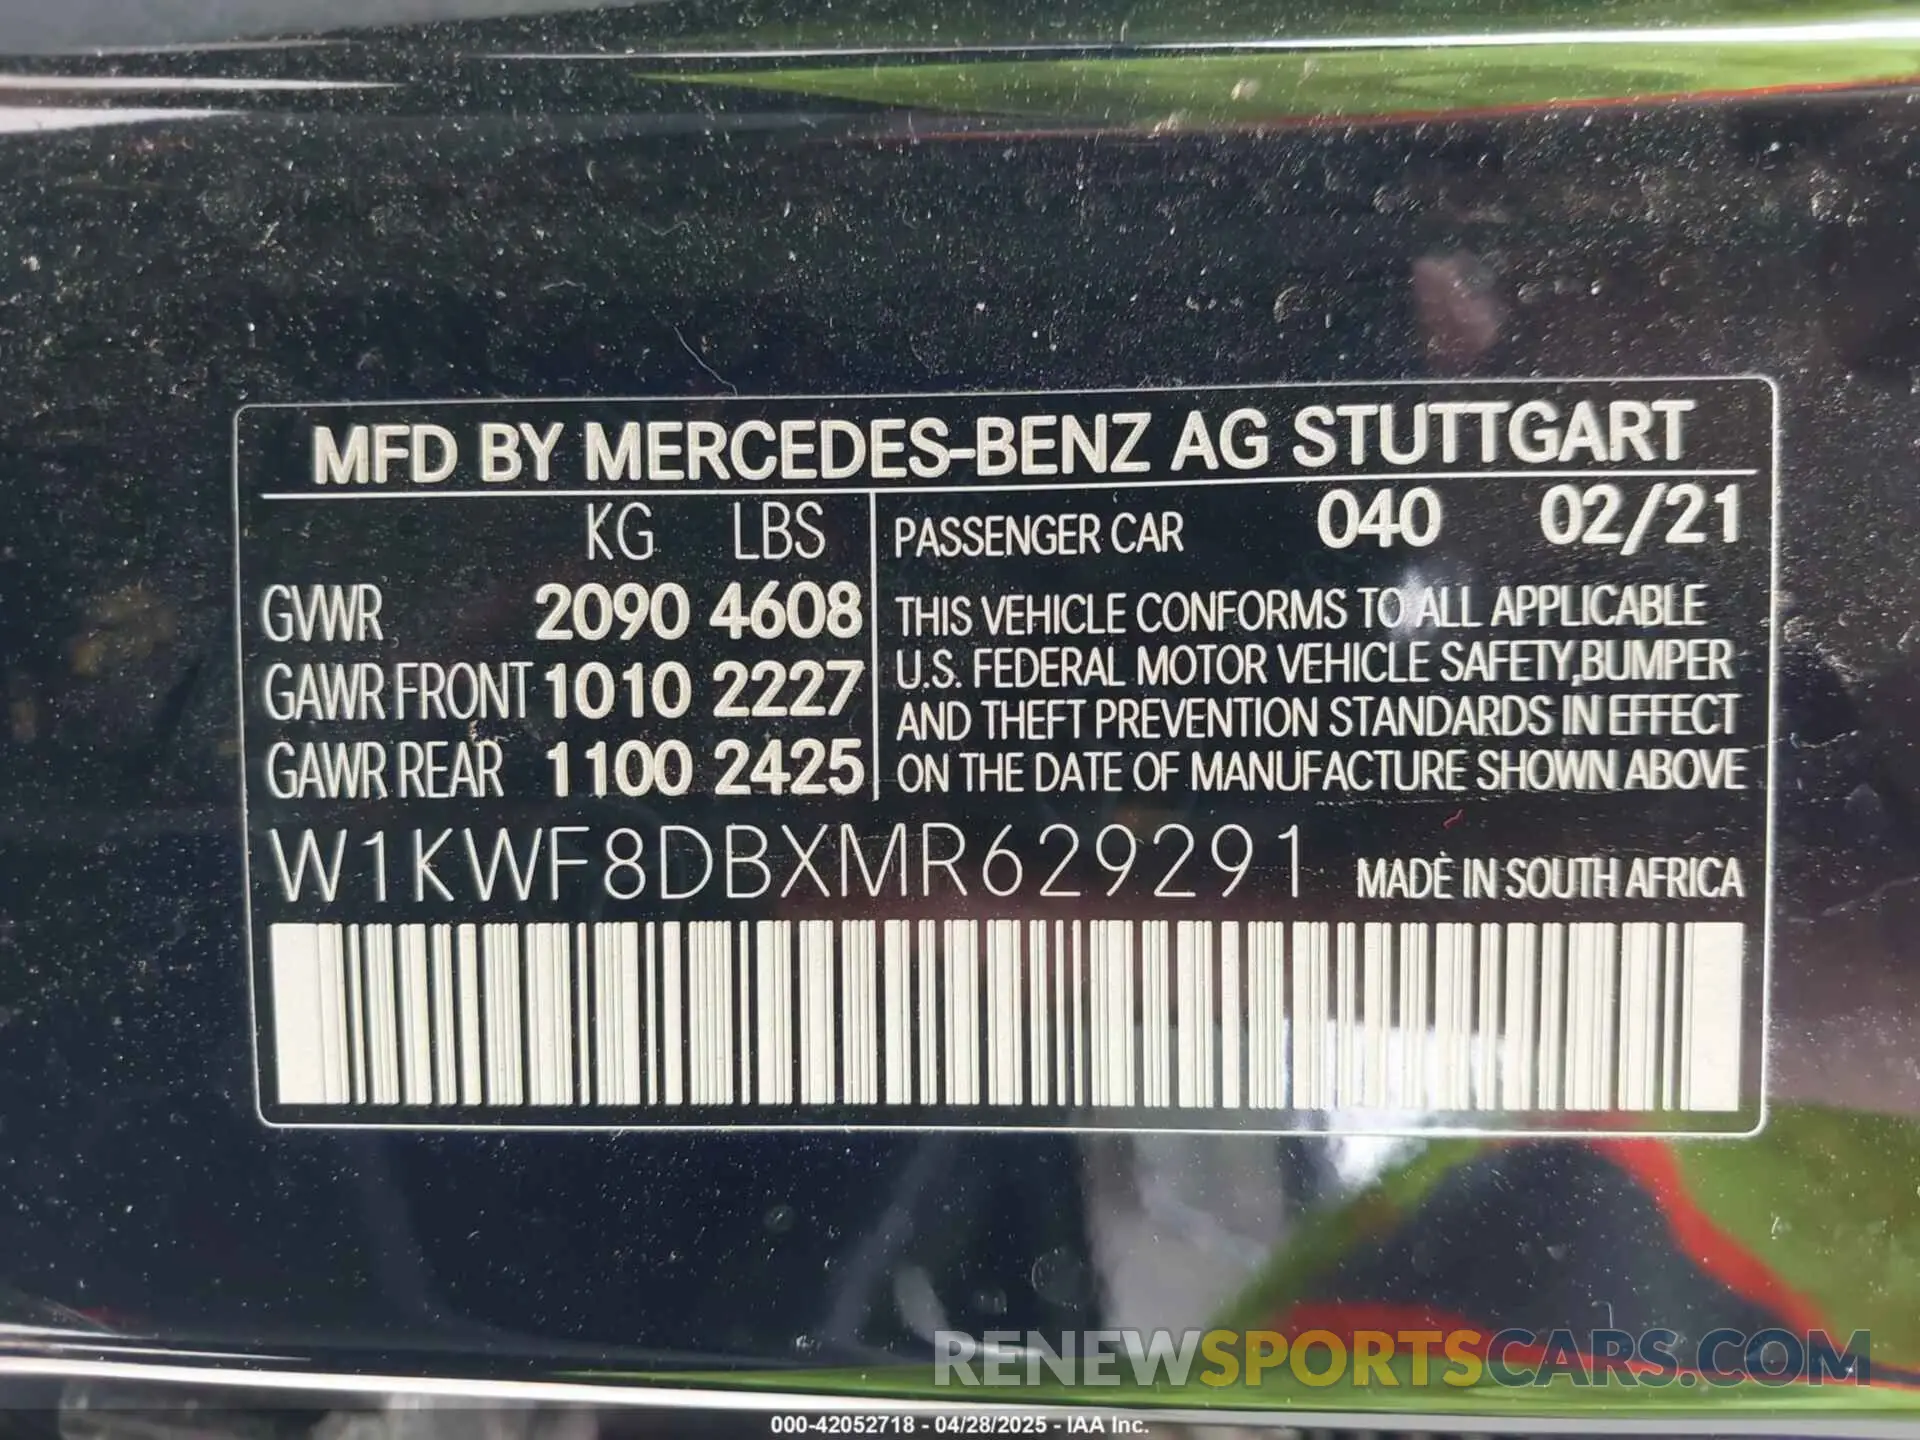 MFD BY MERCEDES-BENZ AG STUTTGART
KG LBS
GVWR 2090 4608
GAWR FRONT 1010 2227
GAWR REAR 1100 2425
PASSENGER CAR 040 02/21
THIS VEHICLE CONFORMS TO ALL APPLICABLE
U.S. FEDERAL MOTOR VEHICLE SAFETY,BUMPER
AND THEFT PREVENTION STANDARDS IN EFFECT
ON THE DATE OF MANUFACTURE SHOWN ABOVE
W1KWF8DBXMR629291 MADE IN SOUTH AFRICA
RENEWSPORTSCARS.COM
000-42052718 - 04/28/2025 - IAA Inc.